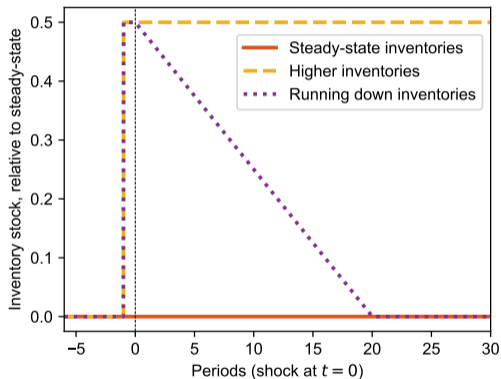 Inventory stock, relative to steady-state
0.5
0.4
0.3
0.2
0.1
0.0
Steady-state inventories
Higher inventories
Running down inventories
−5 0 5 10 15 20 25 30
Periods (shock at t = 0)